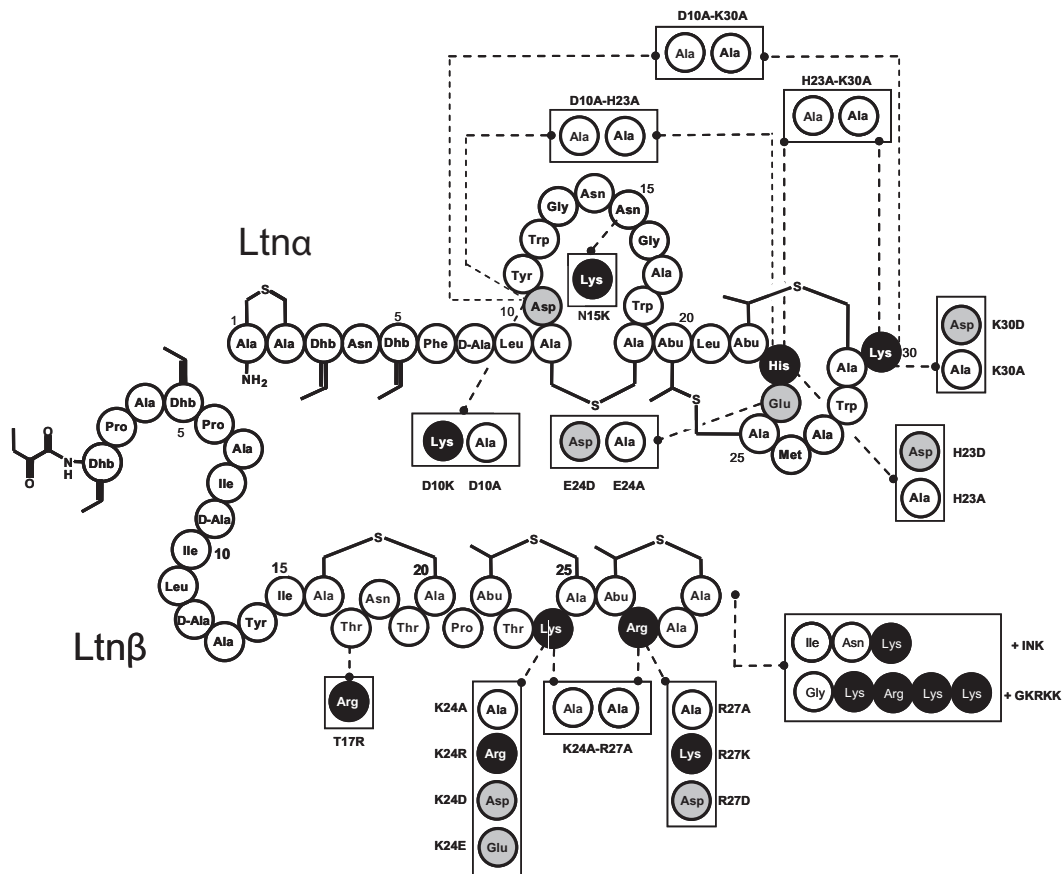 D10A-K30A
Ala Ala
H23A-K30A
Ala Ala
D10A-H23A
Ala Ala
Ltnα
Asn
Gly Asn 15
Trp Gly
Tyr Lys Ala
N15K
10 Asp Trp
S
1 5
Ala Ala Dhb Asn Dhb Phe D-Ala Leu Ala
NH2
S
20
Ala Abu Leu Abu
S
His Ala Lys 30
S Glu Trp
Ala Met Ala
25
Asp K30D
Ala K30A
Asp H23D
Ala H23A
Lys Ala
D10K D10A
Asp Ala
E24D E24A
O
O
N
H
Dhb Pro Ala Dhb Pro Ala
5
Ile
D-Ala
Ile 10
Leu
D-Ala Ala Tyr
Ltnβ
15 S 20 S 25 S
Ile Ala Thr Asn Thr Ala Pro Abu Thr Lys Ala Abu Arg Ala Ala
Arg
T17R
K24A Ala
K24R Arg
K24D Asp
K24E Glu
Ala Ala
K24A-R27A
Ala R27A
Lys R27K
Asp R27D
Ile Asn Lys + INK
Gly Lys Arg Lys Lys + GKRKK